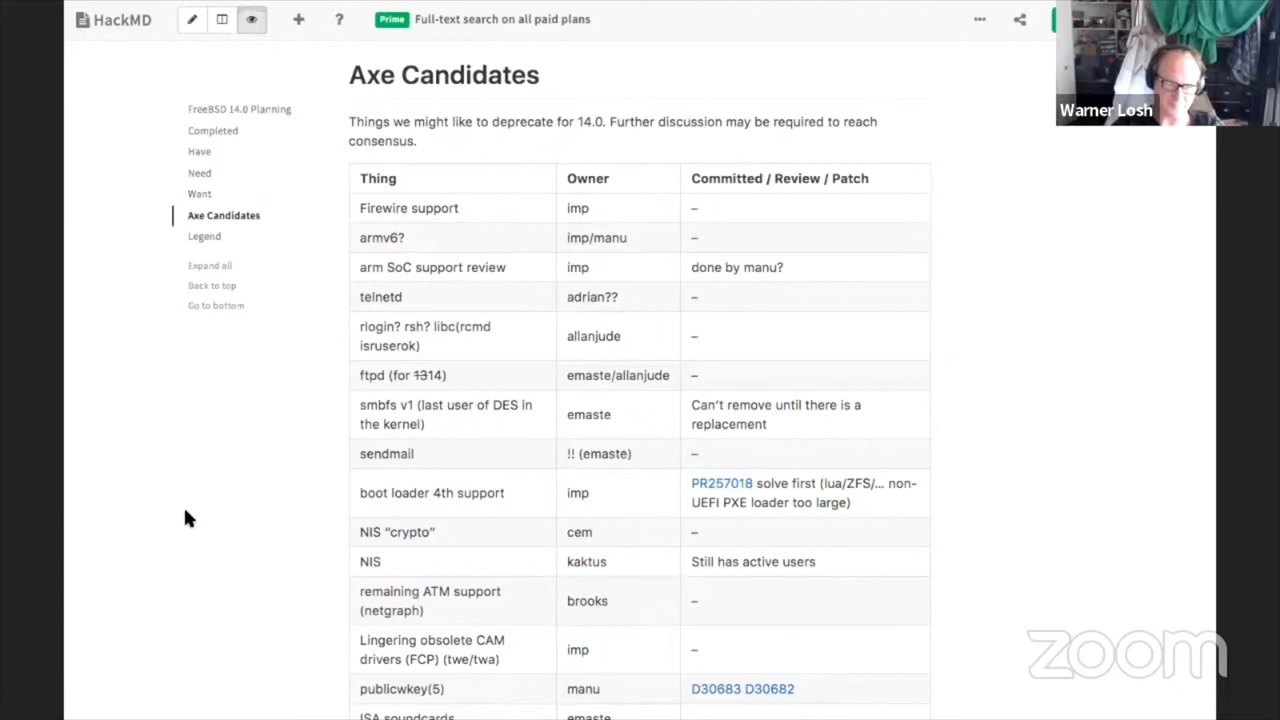 HackMD
?
Prime Full-text search on all paid plans
Warner Losh
FreeBSD 14.0 Planning
Completed
Have
Need
Want
Axe Candidates
Legend
Expand all
Back to top
Go to bottom
Axe Candidates
Things we might like to deprecate for 14.0. Further discussion may be required to reach
consensus.
Thing Owner Committed / Review / Patch
Firewire support imp –
armv6? imp/manu –
arm SoC support review imp done by manu?
telnetd adrian?? –
rlogin? rsh? libc(rcmd
isruserok) allanjude –
ftpd (for 1314) emaste/allanjude –
smbfs v1 (last user of DES in
the kernel) emaste Can't remove until there is a
replacement
sendmail !! (emaste) –
boot loader 4th support imp PR257018 solve first (lua/ZFS/... non-
UEFI PXE loader too large)
NIS “crypto” cem –
NIS kaktus Still has active users
remaining ATM support
(netgraph) brooks –
Lingering obsolete CAM
drivers (FCP) (twe/twa) imp –
publicwkey(5) manu D30683 D30682
ISA soundcards emaste
zoom